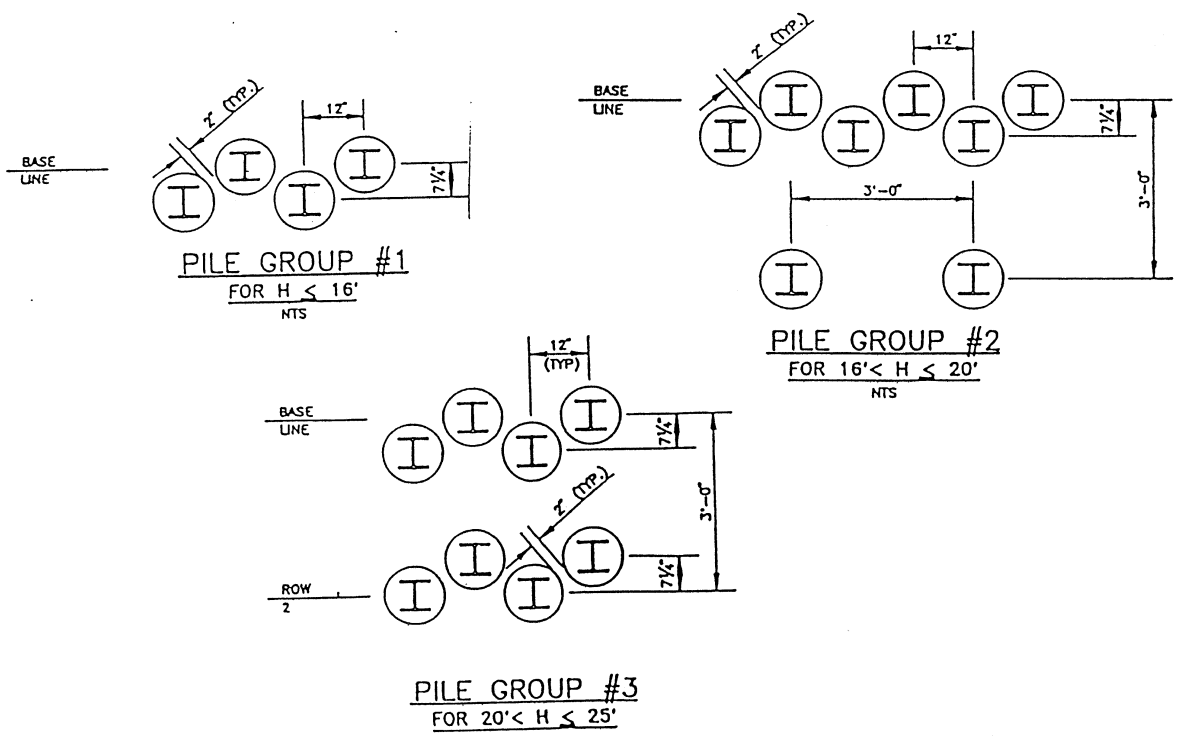 2" (TYP.)
12"
BASE
LINE
7¼"
PILE GROUP #1
FOR H ≤ 16'
NTS
2" (TYP.)
12"
BASE
LINE
7¼"
3'-0"
3'-0"
PILE GROUP #2
FOR 16'< H ≤ 20'
NTS
12"
(TYP)
BASE
LINE
7¼"
3'-0"
2" (TYP.)
7¼"
ROW
2
PILE GROUP #3
FOR 20'< H ≤ 25'